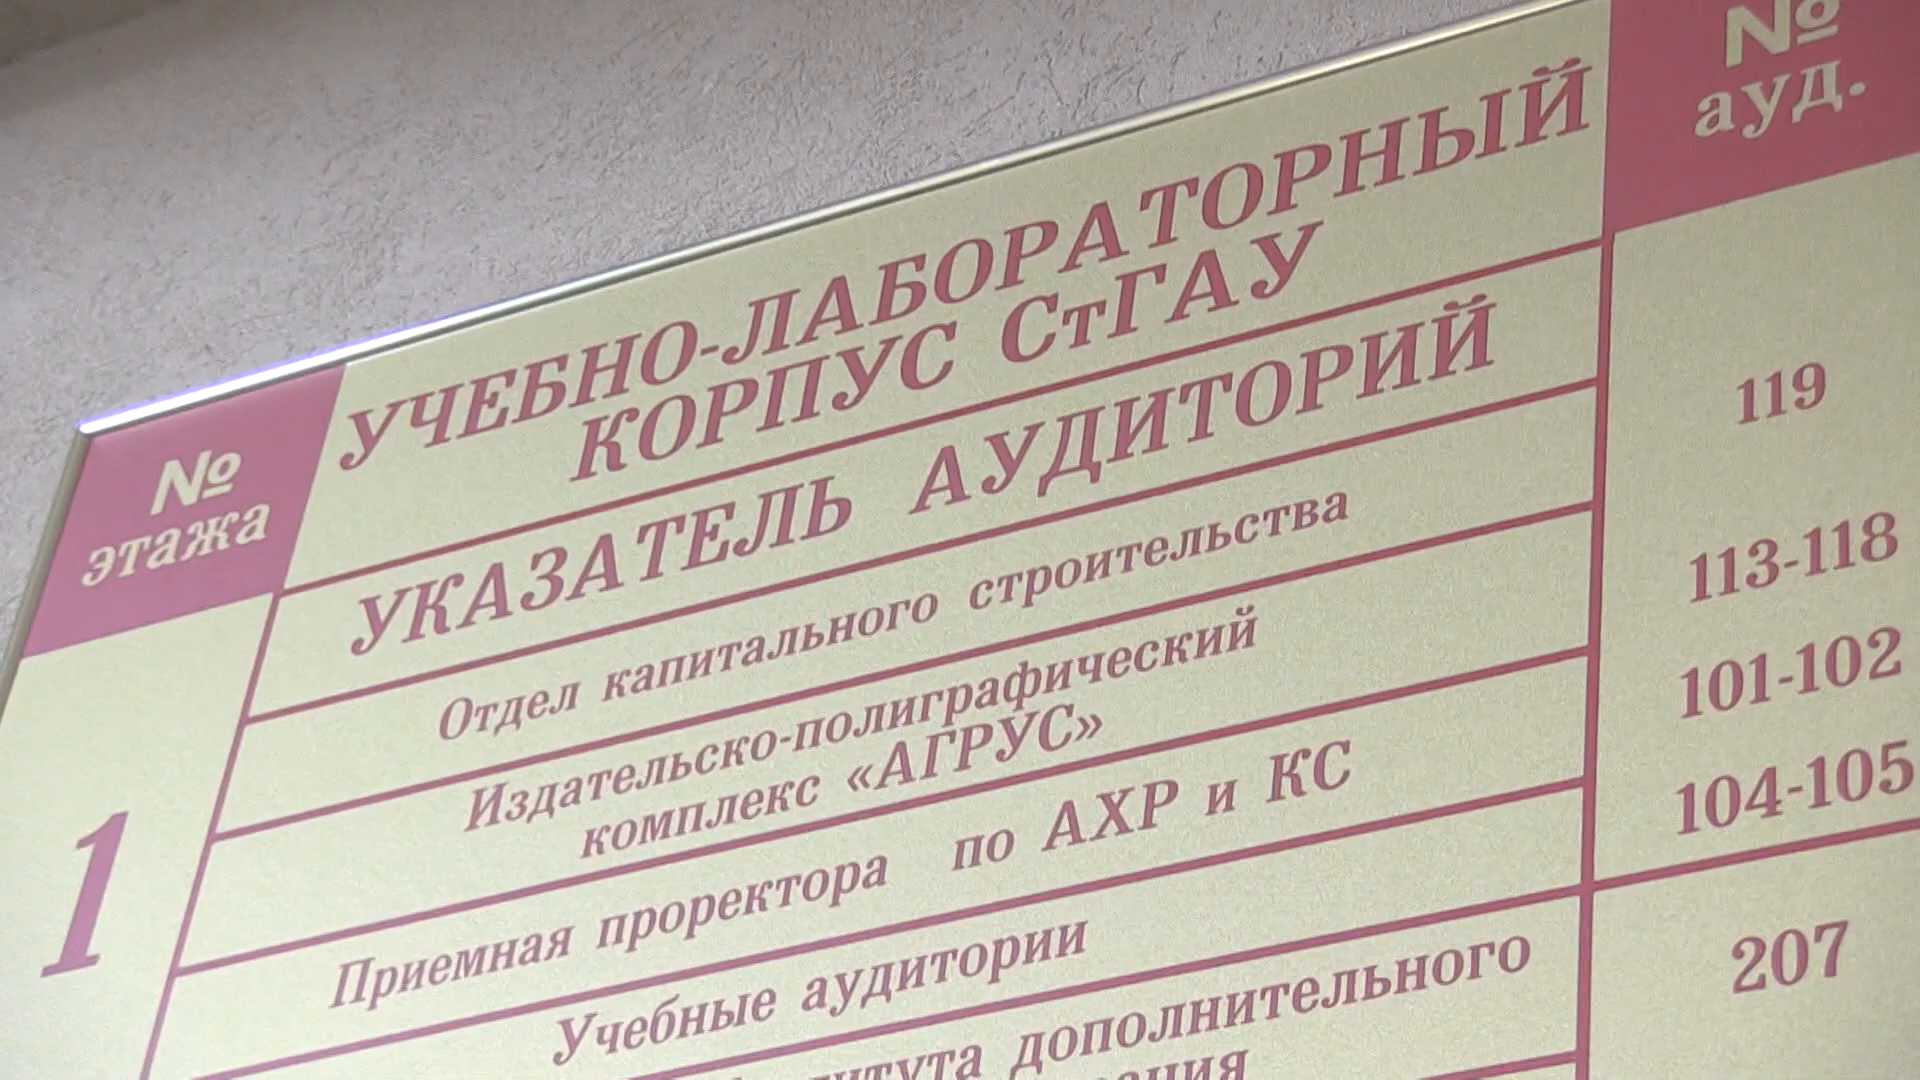 №
этажа
УЧЕБНО-ЛАБОРАТОРНЫЙ
КОРПУС СтГАУ
№
ауд.
УКАЗАТЕЛЬ АУДИТОРИЙ
1
Отдел капитального строительства
119
Издательско-полиграфический
комплекс «АГРУС»
113-118
Приемная проректора по АХР и КС
101-102
Учебные аудитории
104-105
дополнительного
207